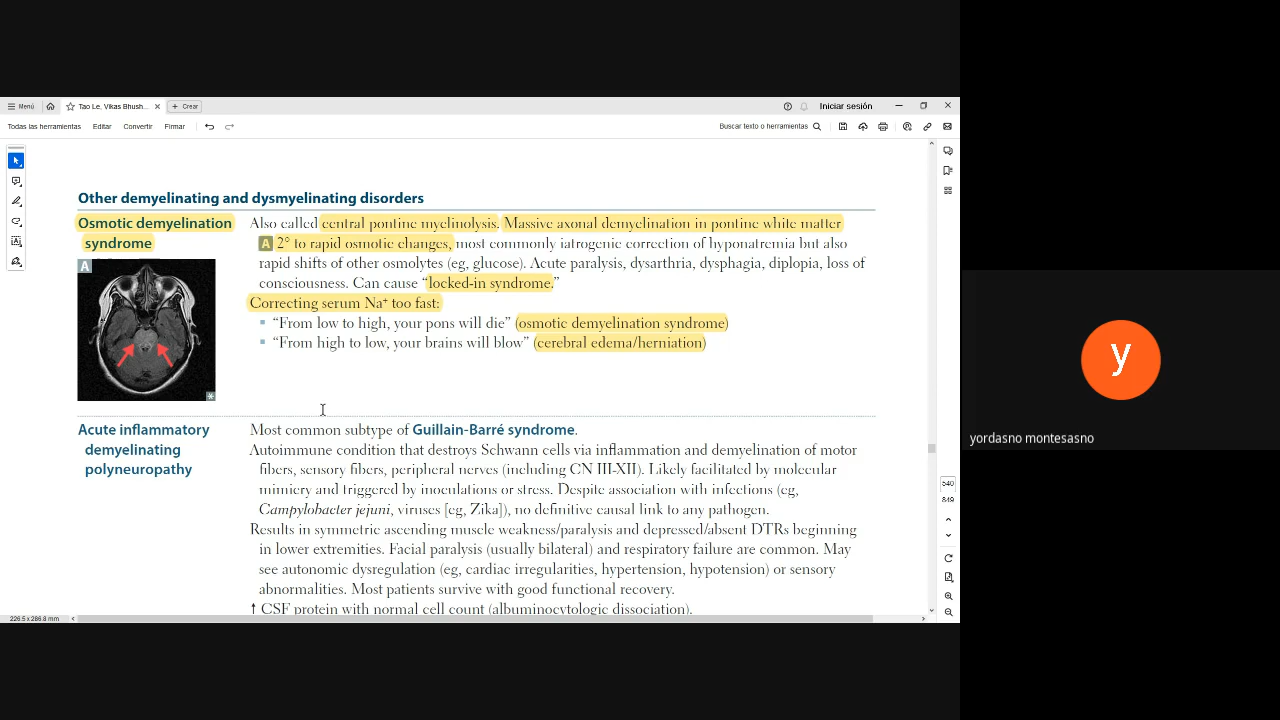 Menú
Tao Le, Vikas Bhush...
Crear
Iniciar sesión
Todas las herramientas Editar Convertir Firmar
Buscar texto o herramientas
Other demyelinating and dysmyelinating disorders
Osmotic demyelination
syndrome
A
Also called central pontine myelinolysis. Massive axonal demyelination in pontine white matter
A 2° to rapid osmotic changes, most commonly iatrogenic correction of hyponatremia but also
rapid shifts of other osmolytes (eg, glucose). Acute paralysis, dysarthria, dysphagia, diplopia, loss of
consciousness. Can cause “locked-in syndrome.”
Correcting serum Na⁺ too fast:
▪ “From low to high, your pons will die” (osmotic demyelination syndrome)
▪ “From high to low, your brains will blow” (cerebral edema/herniation)
Acute inflammatory
demyelinating
polyneuropathy
Most common subtype of Guillain-Barré syndrome.
Autoimmune condition that destroys Schwann cells via inflammation and demyelination of motor
fibers, sensory fibers, peripheral nerves (including CN III-XII). Likely facilitated by molecular
mimicry and triggered by inoculations or stress. Despite association with infections (eg,
Campylobacter jejuni, viruses [eg, Zika]), no definitive causal link to any pathogen.
Results in symmetric ascending muscle weakness/paralysis and depressed/absent DTRs beginning
in lower extremities. Facial paralysis (usually bilateral) and respiratory failure are common. May
see autonomic dysregulation (eg, cardiac irregularities, hypertension, hypotension) or sensory
abnormalities. Most patients survive with good functional recovery.
↑ CSF protein with normal cell count (albuminocytologic dissociation).
540
849
226.5 x 286.8 mm
y
yordasno montesasno